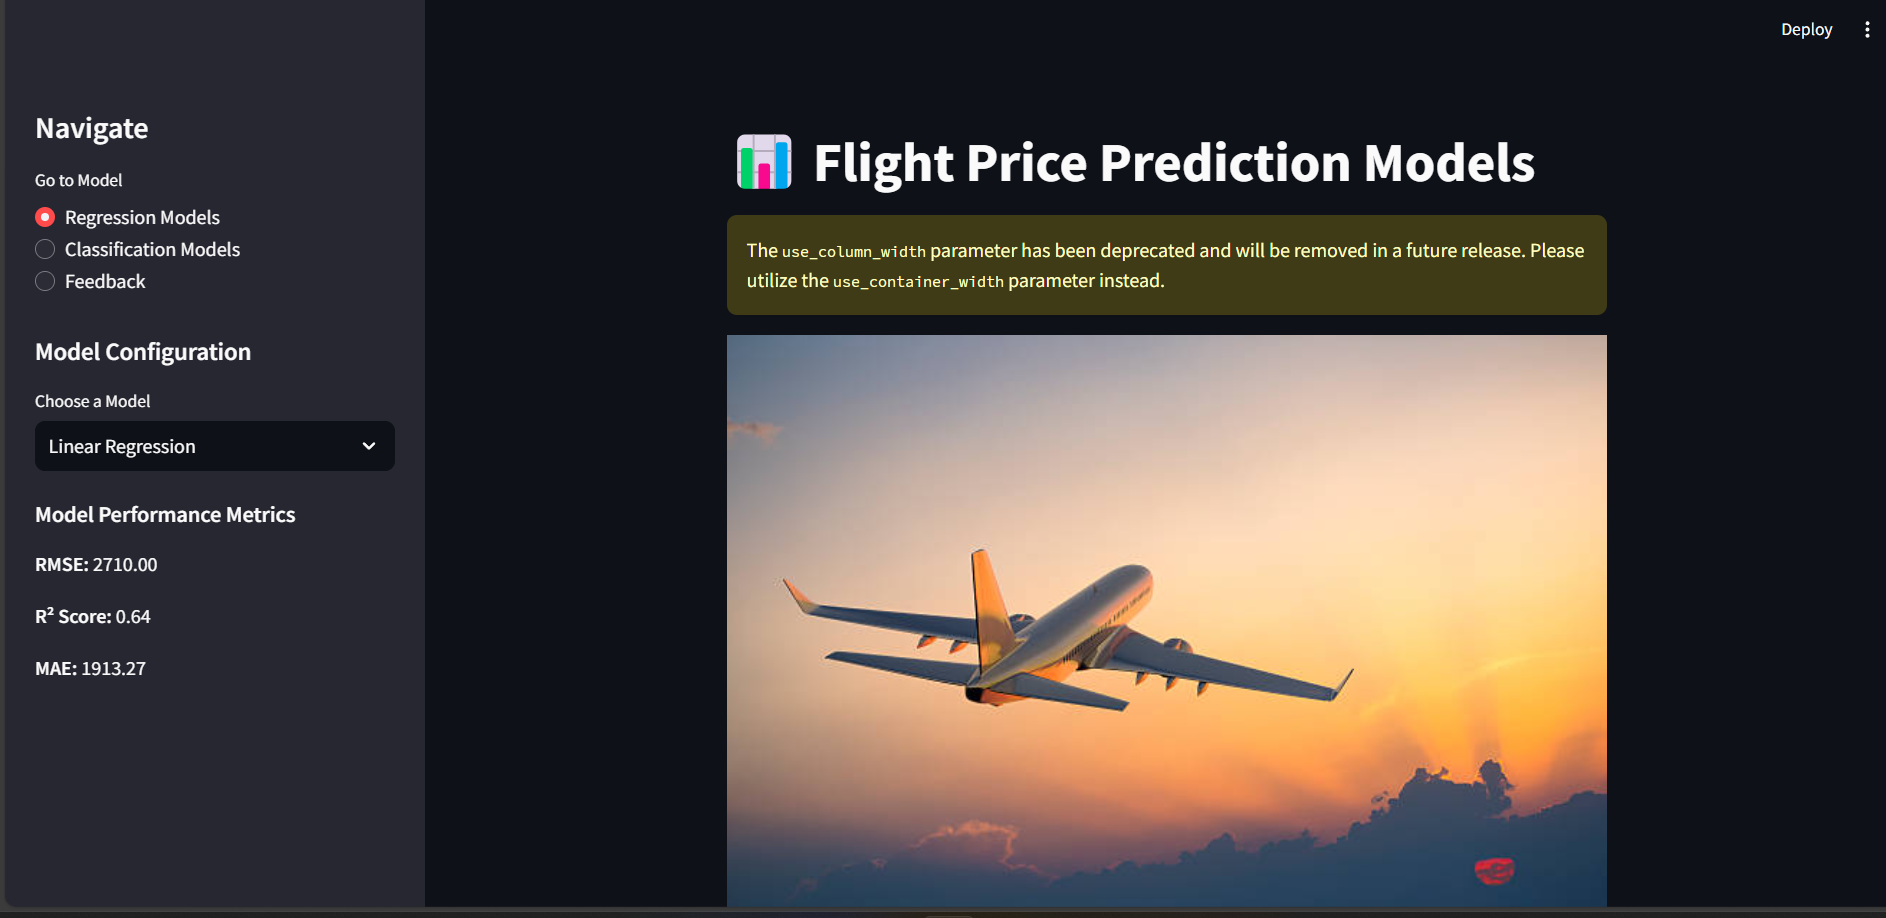 Deploy
Navigate
Go to Model
Regression Models
Classification Models
Feedback
Model Configuration
Choose a Model
Linear Regression
Model Performance Metrics
RMSE: 2710.00
R² Score: 0.64
MAE: 1913.27
Flight Price Prediction Models
The use_column_width parameter has been deprecated and will be removed in a future release. Please
utilize the use_container_width parameter instead.